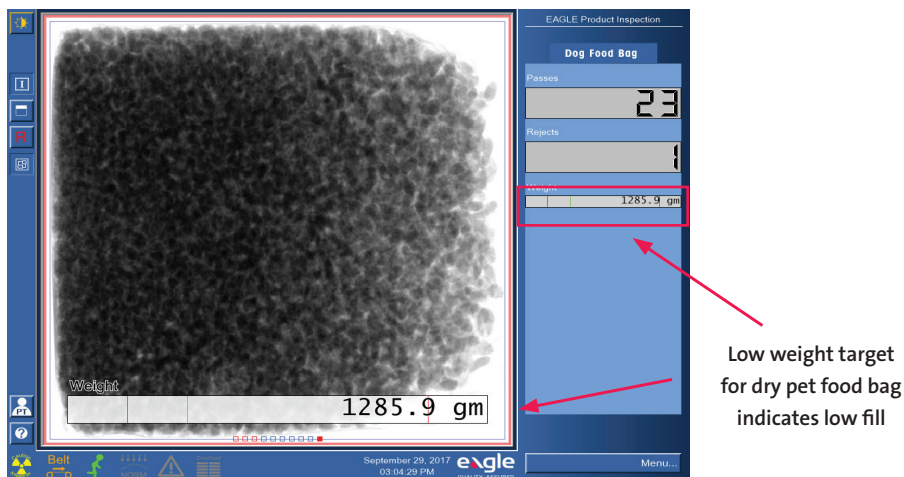 EAGLE Product Inspection
Dog Food Bag
Passes
23
Rejects
1
Weight
1285.9 gm
Weight
1285.9 gm
Low weight target
for dry pet food bag
indicates low fill
PT
?
Belt
NORM
September 29, 2017
03:04:29 PM
eagle
Menu...